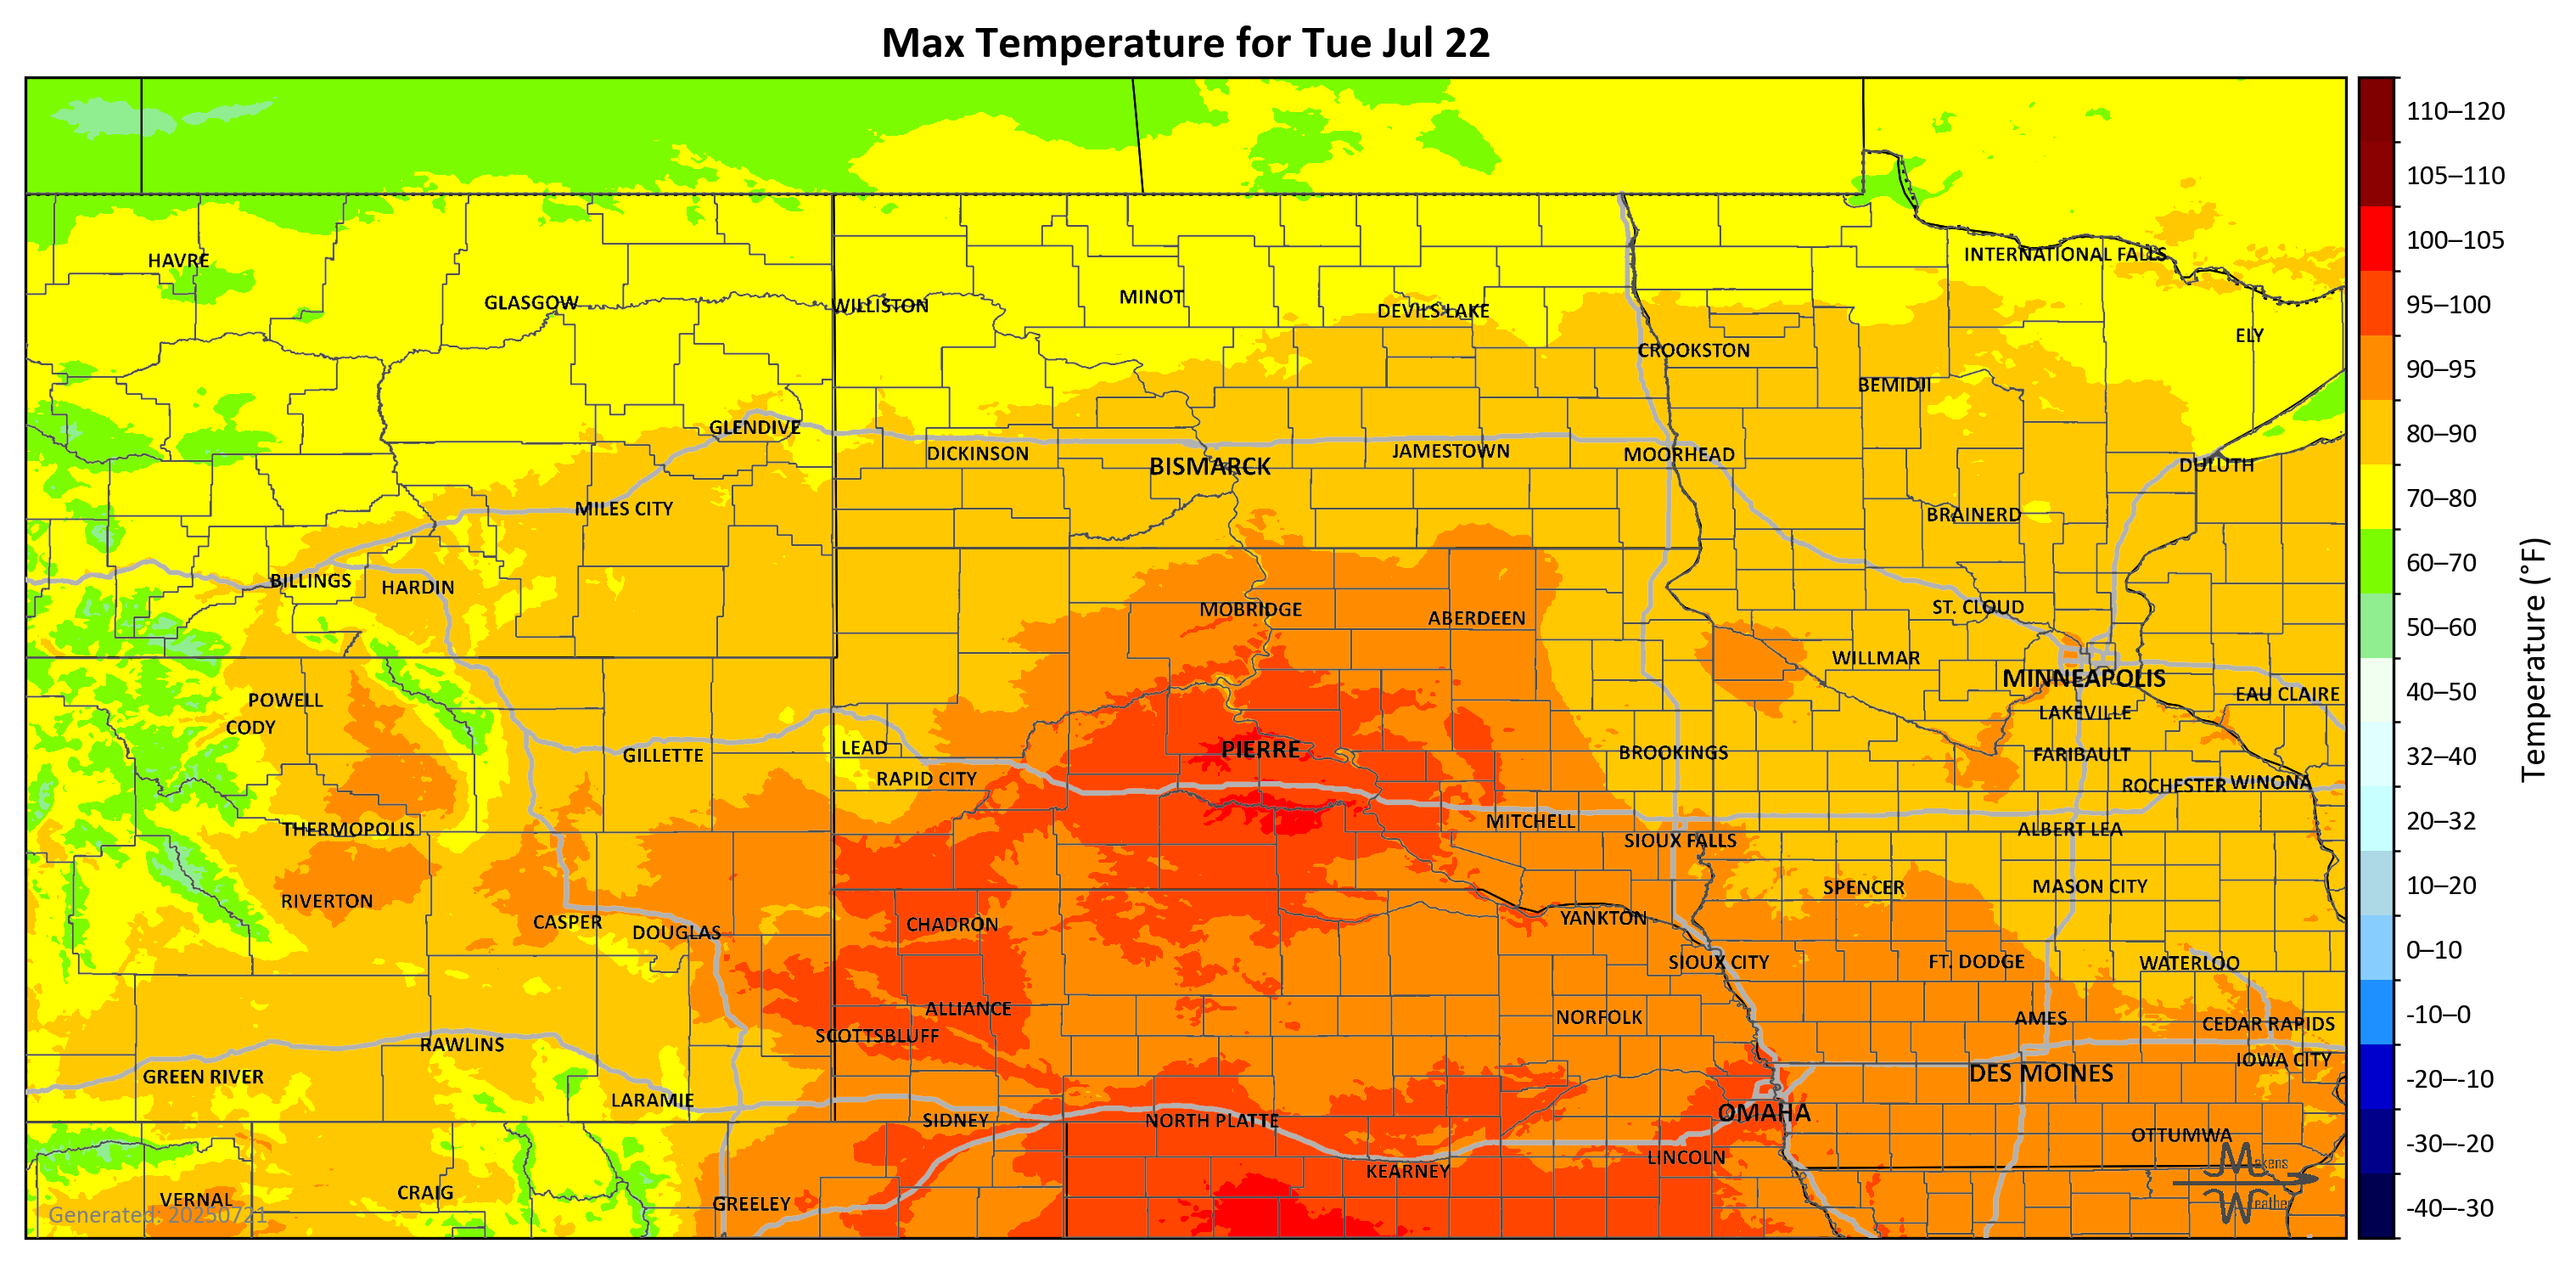 Max Temperature for Tue Jul 22
HAVRE
GLASGOW
WILLISTON
MINOT
DEVILS LAKE
INTERNATIONAL FALLS
ELY
CROOKSTON
BEMIDJI
GLENDIVE
DICKINSON
BISMARCK
JAMESTOWN
MOORHEAD
DULUTH
MILES CITY
BRAINERD
BILLINGS
HARDIN
MOBRIDGE
ABERDEEN
ST. CLOUD
WILLMAR
MINNEAPOLIS
POWELL
EAU CLAIRE
CODY
LAKEVILLE
GILLETTE
LEAD
PIERRE
BROOKINGS
FARIBAULT
RAPID CITY
ROCHESTER
WINONA
THERMOPOLIS
MITCHELL
SIOUX FALLS
ALBERT LEA
RIVERTON
SPENCER
MASON CITY
CASPER
DOUGLAS
CHADRON
YANKTON
SIOUX CITY
FT. DODGE
WATERLOO
ALLIANCE
NORFOLK
AMES
CEDAR RAPIDS
SCOTTSBLUFF
RAWLINS
IOWA CITY
GREEN RIVER
DES MOINES
LARAMIE
SIDNEY
NORTH PLATTE
OMAHA
OTTUMWA
KEARNEY
LINCOLN
VERNAL
CRAIG
GREELEY
Generated: 20250721
Makens
Weather
110–120
105–110
100–105
95–100
90–95
80–90
70–80
60–70
50–60
40–50
32–40
20–32
10–20
0–10
-10–0
-20–-10
-30–-20
-40–-30
Temperature (°F)